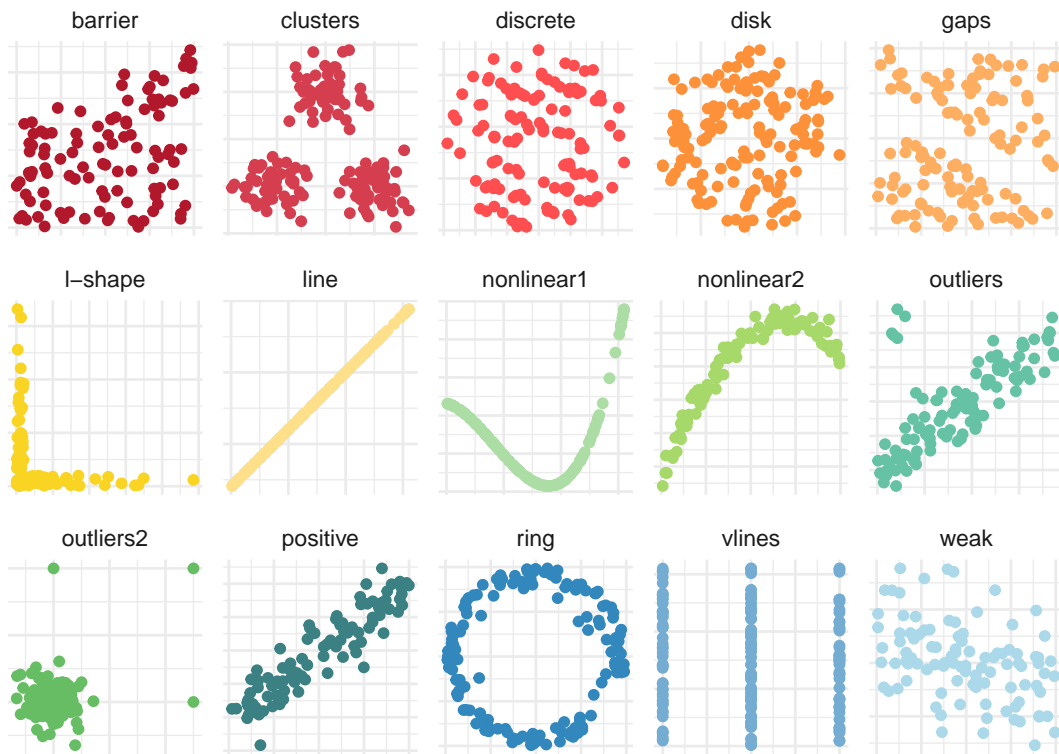 barrier clusters discrete disk gaps
l−shape line nonlinear1 nonlinear2 outliers
outliers2 positive ring vlines weak